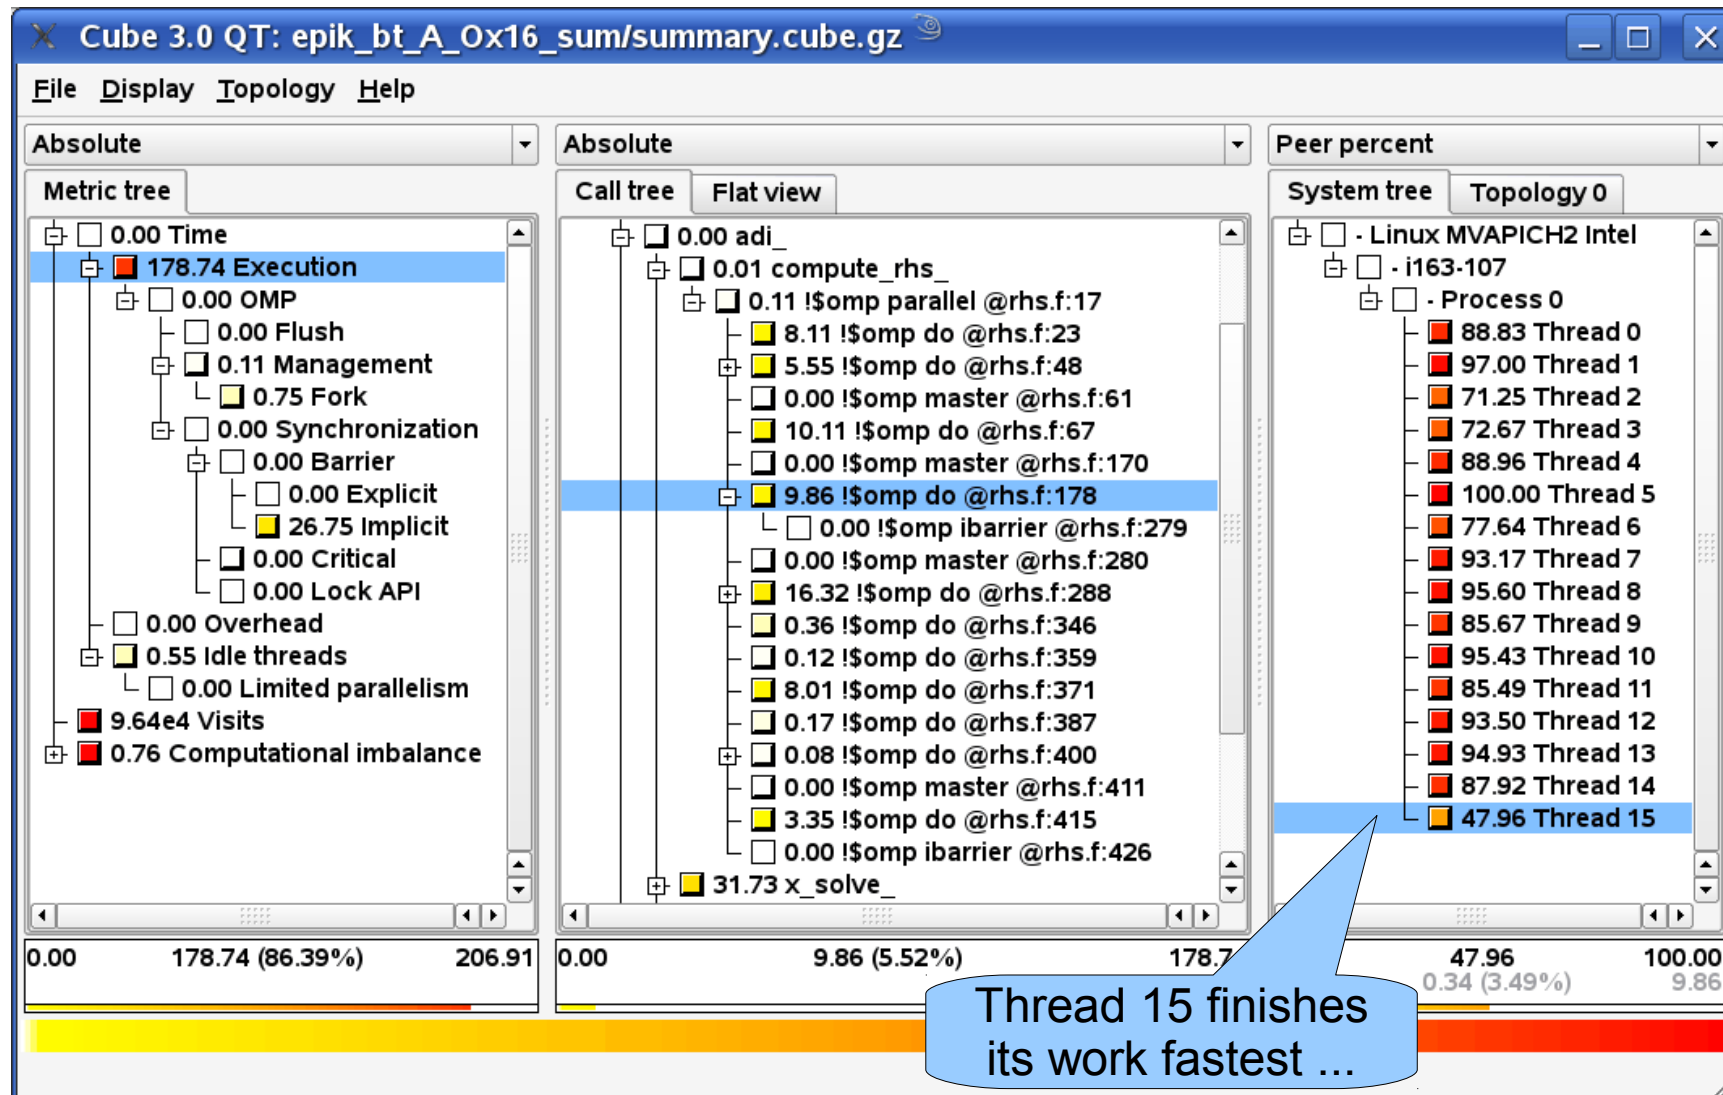 Cube 3.0 QT: epik_bt_A_Ox16_sum/summary.cube.gz
File Display Topology Help
Absolute
Metric tree
0.00 Time
178.74 Execution
0.00 OMP
0.00 Flush
0.11 Management
0.75 Fork
0.00 Synchronization
0.00 Barrier
0.00 Explicit
26.75 Implicit
0.00 Critical
0.00 Lock API
0.00 Overhead
0.55 Idle threads
0.00 Limited parallelism
9.64e4 Visits
0.76 Computational imbalance
0.00 178.74 (86.39%) 206.91
Absolute
Call tree Flat view
0.00 adi_
0.01 compute_rhs_
0.11 !$omp parallel @rhs.f:17
8.11 !$omp do @rhs.f:23
5.55 !$omp do @rhs.f:48
0.00 !$omp master @rhs.f:61
10.11 !$omp do @rhs.f:67
0.00 !$omp master @rhs.f:170
9.86 !$omp do @rhs.f:178
0.00 !$omp ibarrier @rhs.f:279
0.00 !$omp master @rhs.f:280
16.32 !$omp do @rhs.f:288
0.36 !$omp do @rhs.f:346
0.12 !$omp do @rhs.f:359
8.01 !$omp do @rhs.f:371
0.17 !$omp do @rhs.f:387
0.08 !$omp do @rhs.f:400
0.00 !$omp master @rhs.f:411
3.35 !$omp do @rhs.f:415
0.00 !$omp ibarrier @rhs.f:426
31.73 x_solve_
0.00 9.86 (5.52%) 178.7
Peer percent
System tree Topology 0
- Linux MVAPICH2 Intel
- i163-107
- Process 0
88.83 Thread 0
97.00 Thread 1
71.25 Thread 2
72.67 Thread 3
88.96 Thread 4
100.00 Thread 5
77.64 Thread 6
93.17 Thread 7
95.60 Thread 8
85.67 Thread 9
95.43 Thread 10
85.49 Thread 11
93.50 Thread 12
94.93 Thread 13
87.92 Thread 14
47.96 Thread 15
47.96 100.00
0.34 (3.49%) 9.86
Thread 15 finishes
its work fastest ...